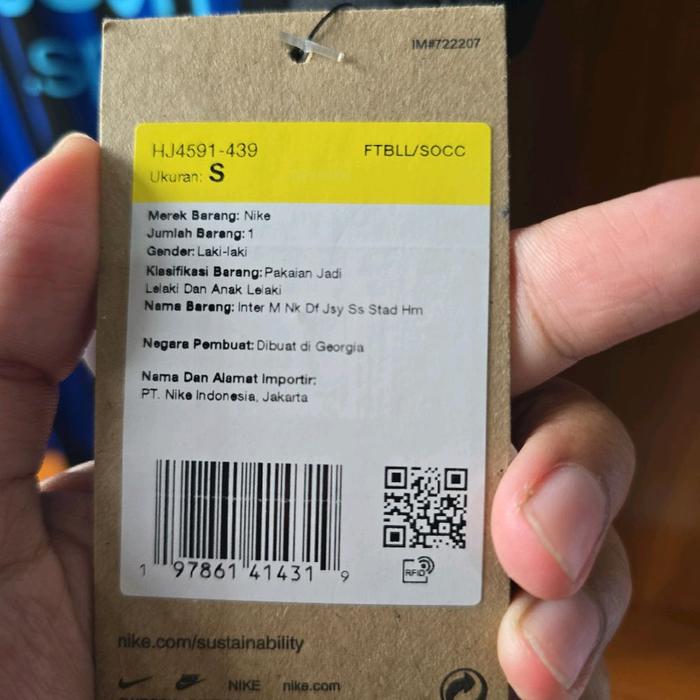 IM#722207
HJ4591-439 FTBLL/SOCC
Ukuran: S
Merek Barang: Nike
Jumlah Barang: 1
Gender: Laki-laki
Klasifikasi Barang: Pakaian Jadi
Lelaki Dan Anak Lelaki
Nama Barang: Inter M Nk Df Jsy Ss Stad Hm
Negara Pembuat: Dibuat di Georgia
Nama Dan Alamat Importir:
PT. Nike Indonesia, Jakarta
1 97861 41431 9
RFID
nike.com/sustainability
NIKE nike.com